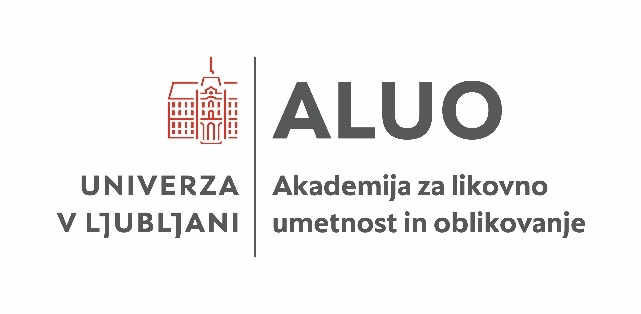 UNIVERZA
V LJUBLJANI
ALUO
Akademija za likovno
umetnost in oblikovanje